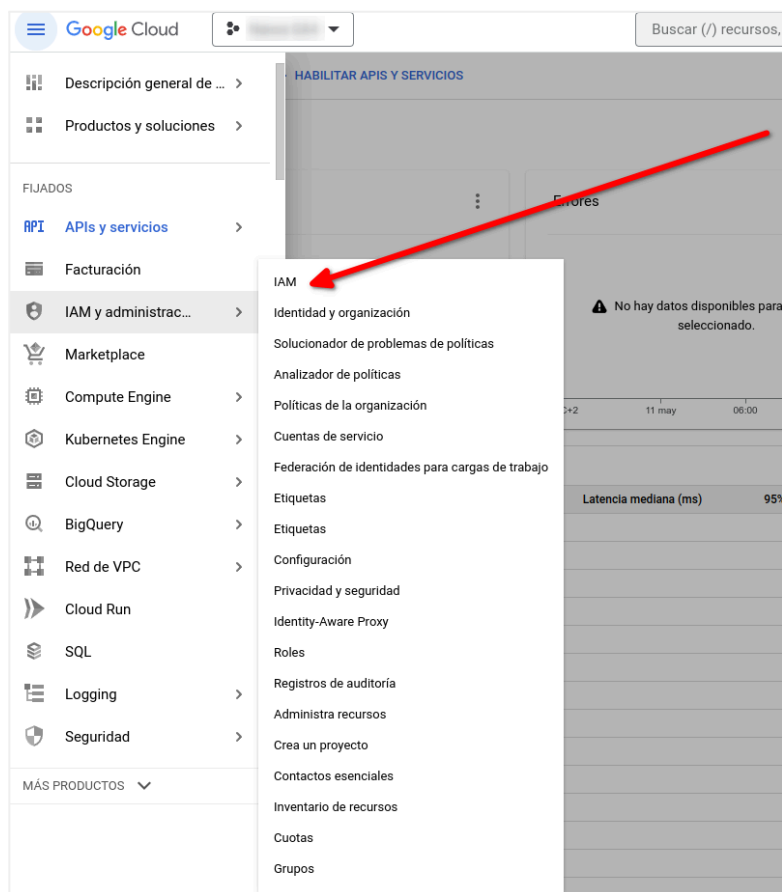 Google Cloud
Buscar (/) recursos,
Descripción general de ...
Productos y soluciones
HABILITAR APIS Y SERVICIOS
FIJADOS
API APIs y servicios
Errores
Facturación
IAM y administrac...
Marketplace
Compute Engine
Kubernetes Engine
Cloud Storage
BigQuery
Red de VPC
Cloud Run
SQL
Logging
Seguridad
MÁS PRODUCTOS
IAM
Identidad y organización
Solucionador de problemas de políticas
Analizador de políticas
Políticas de la organización
Cuentas de servicio
Federación de identidades para cargas de trabajo
Etiquetas
Etiquetas
Configuración
Privacidad y seguridad
Identity-Aware Proxy
Roles
Registros de auditoría
Administra recursos
Crea un proyecto
Contactos esenciales
Inventario de recursos
Cuotas
Grupos
No hay datos disponibles para
seleccionado.
C+2 11 may 06:00
Latencia mediana (ms) 95%